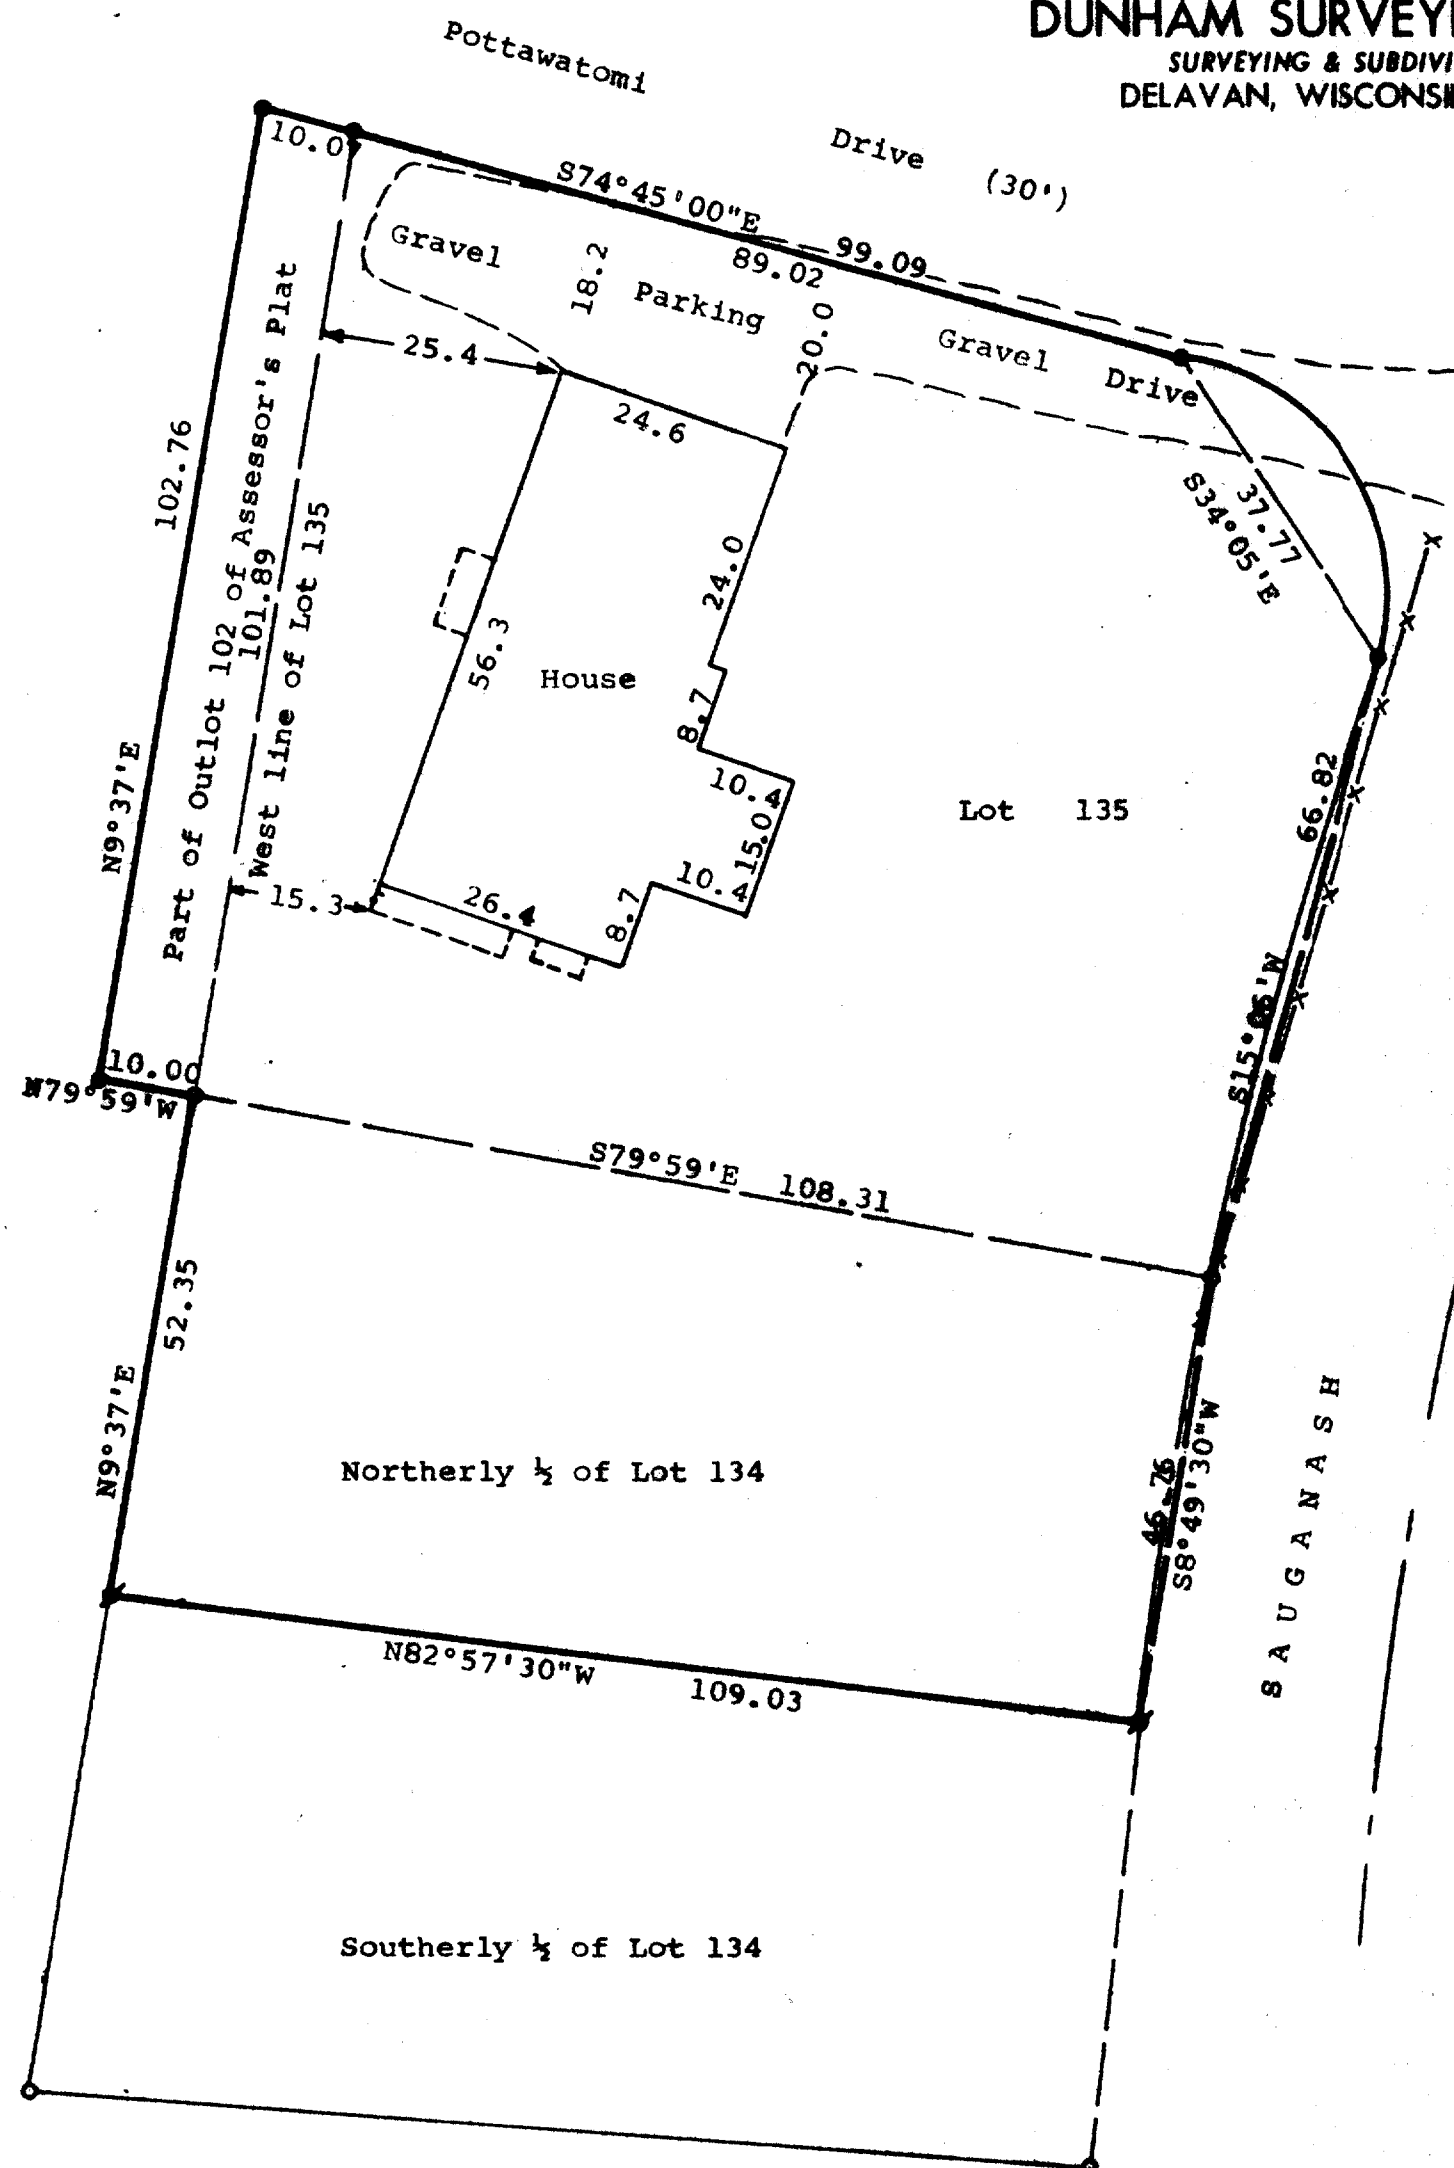 DUNHAM SURVEYI
SURVEYING & SUBDIVI
DELAVAN, WISCONSI
Pottawatomi Drive (30')
10.0
S74°45'00"E
99.09
89.02
Gravel Parking
18.2
20.0
Gravel Drive
25.4
24.6
102.76
N9°37'E
Part of Outlot 102 of Assessor's Plat
101.89
West line of Lot 135
37.77
S34°05'E
24.0
56.3
House
8.7
10.4
15.0
10.4
8.7
26.4
15.3
Lot 135
66.82
10.00
N79°59'W
S79°59'E 108.31
52.35
N9°37'E
Northerly ½ of Lot 134
46.76
S8°49'30"W
SAUGANASH
N82°57'30"W 109.03
Southerly ½ of Lot 134